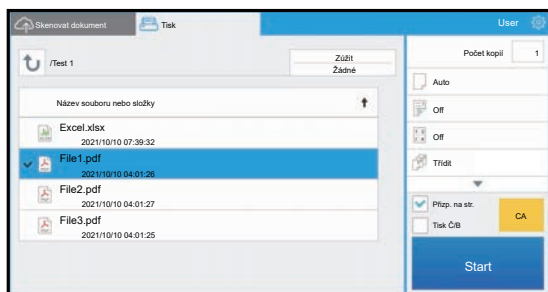 Skenovat dokument
Tisk
User
/Test 1
Zúžit
Žádné
Název souboru nebo složky
Excel.xlsx
2021/10/10 07:39:32
File1.pdf
2021/10/10 04:01:26
File2.pdf
2021/10/10 04:01:27
File3.pdf
2021/10/10 04:01:25
Počet kopií 1
Auto
Off
Off
Třídit
Přizp. na str.
Tisk Č/B
CA
Start